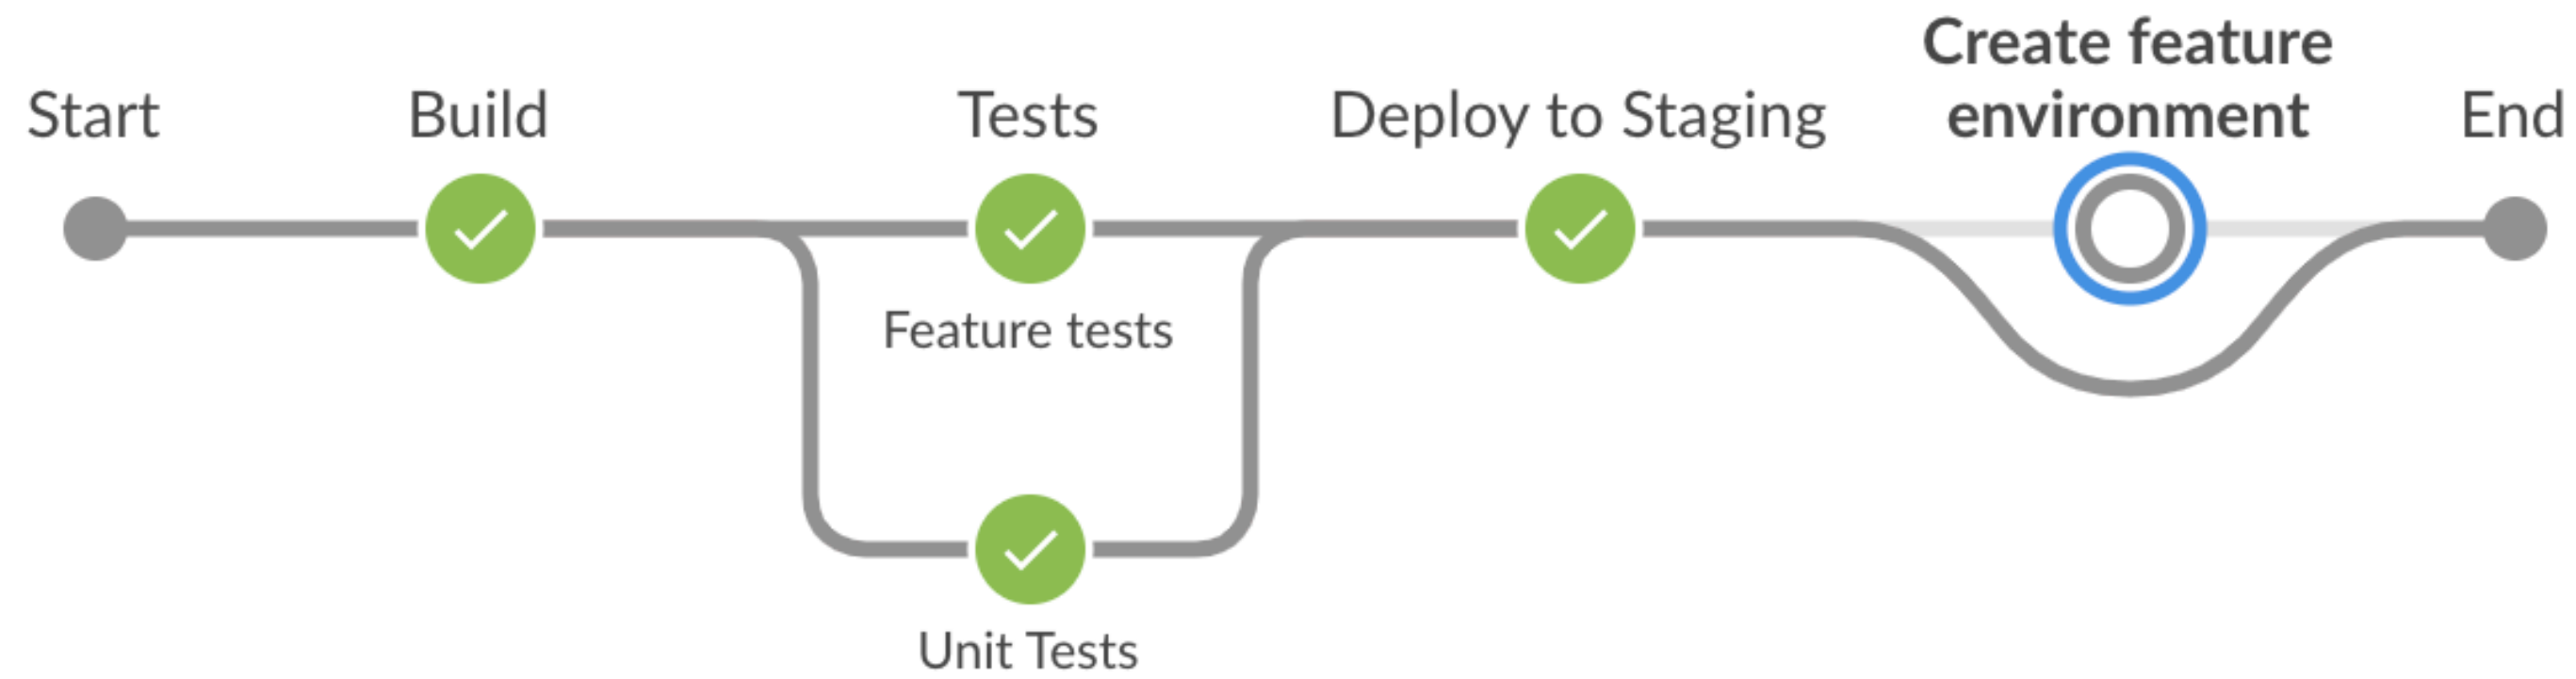 Start
Build
Tests
Deploy to Staging
Create feature
environment
End
Feature tests
Unit Tests